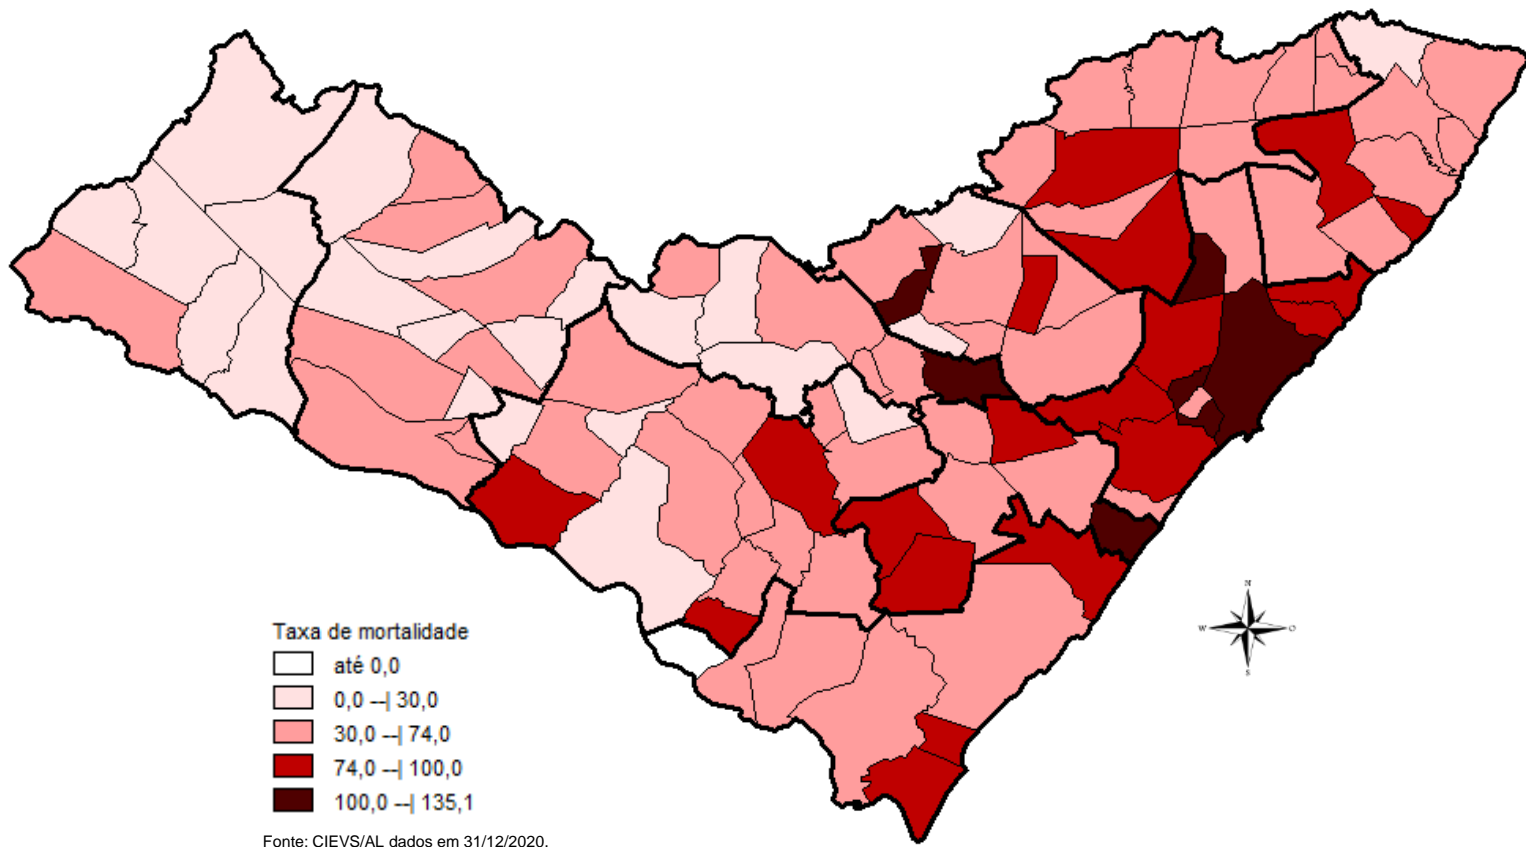 N
W O
S
Taxa de mortalidade
até 0,0
0,0 --| 30,0
30,0 --| 74,0
74,0 --| 100,0
100,0 --| 135,1
Fonte: CIEVS/AL dados em 31/12/2020.